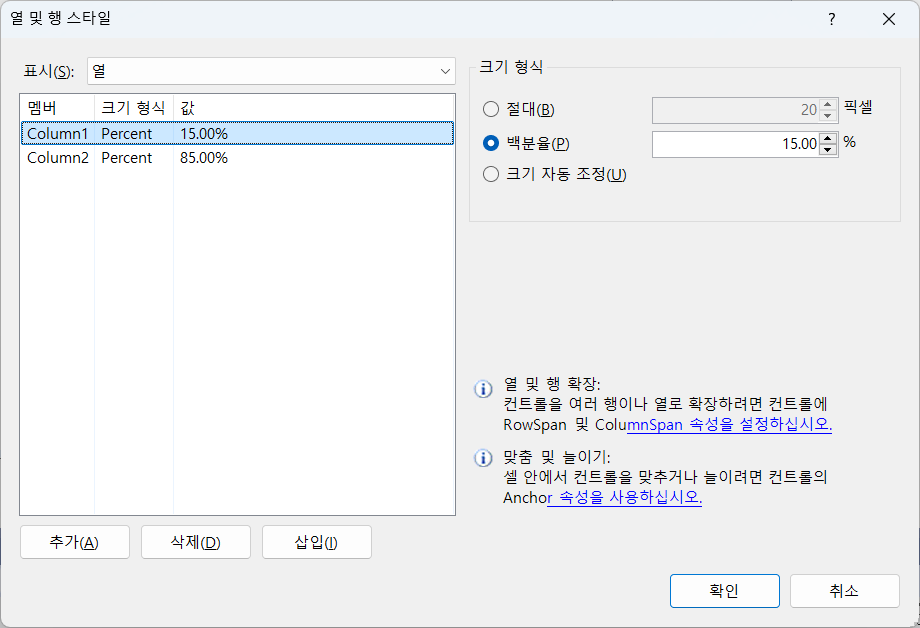 열 및 행 스타일
?
표시(S):
열
멤버 크기 형식 값
Column1 Percent 15.00%
Column2 Percent 85.00%
추가(A) 삭제(D) 삽입(I)
크기 형식
절대(B) 20 픽셀
백분율(P) 15.00 %
크기 자동 조정(U)
열 및 행 확장:
컨트롤을 여러 행이나 열로 확장하려면 컨트롤에
RowSpan 및 ColumnSpan 속성을 설정하십시오.
맞춤 및 늘이기:
셀 안에서 컨트롤을 맞추거나 늘이려면 컨트롤의
Anchor 속성을 사용하십시오.
확인 취소